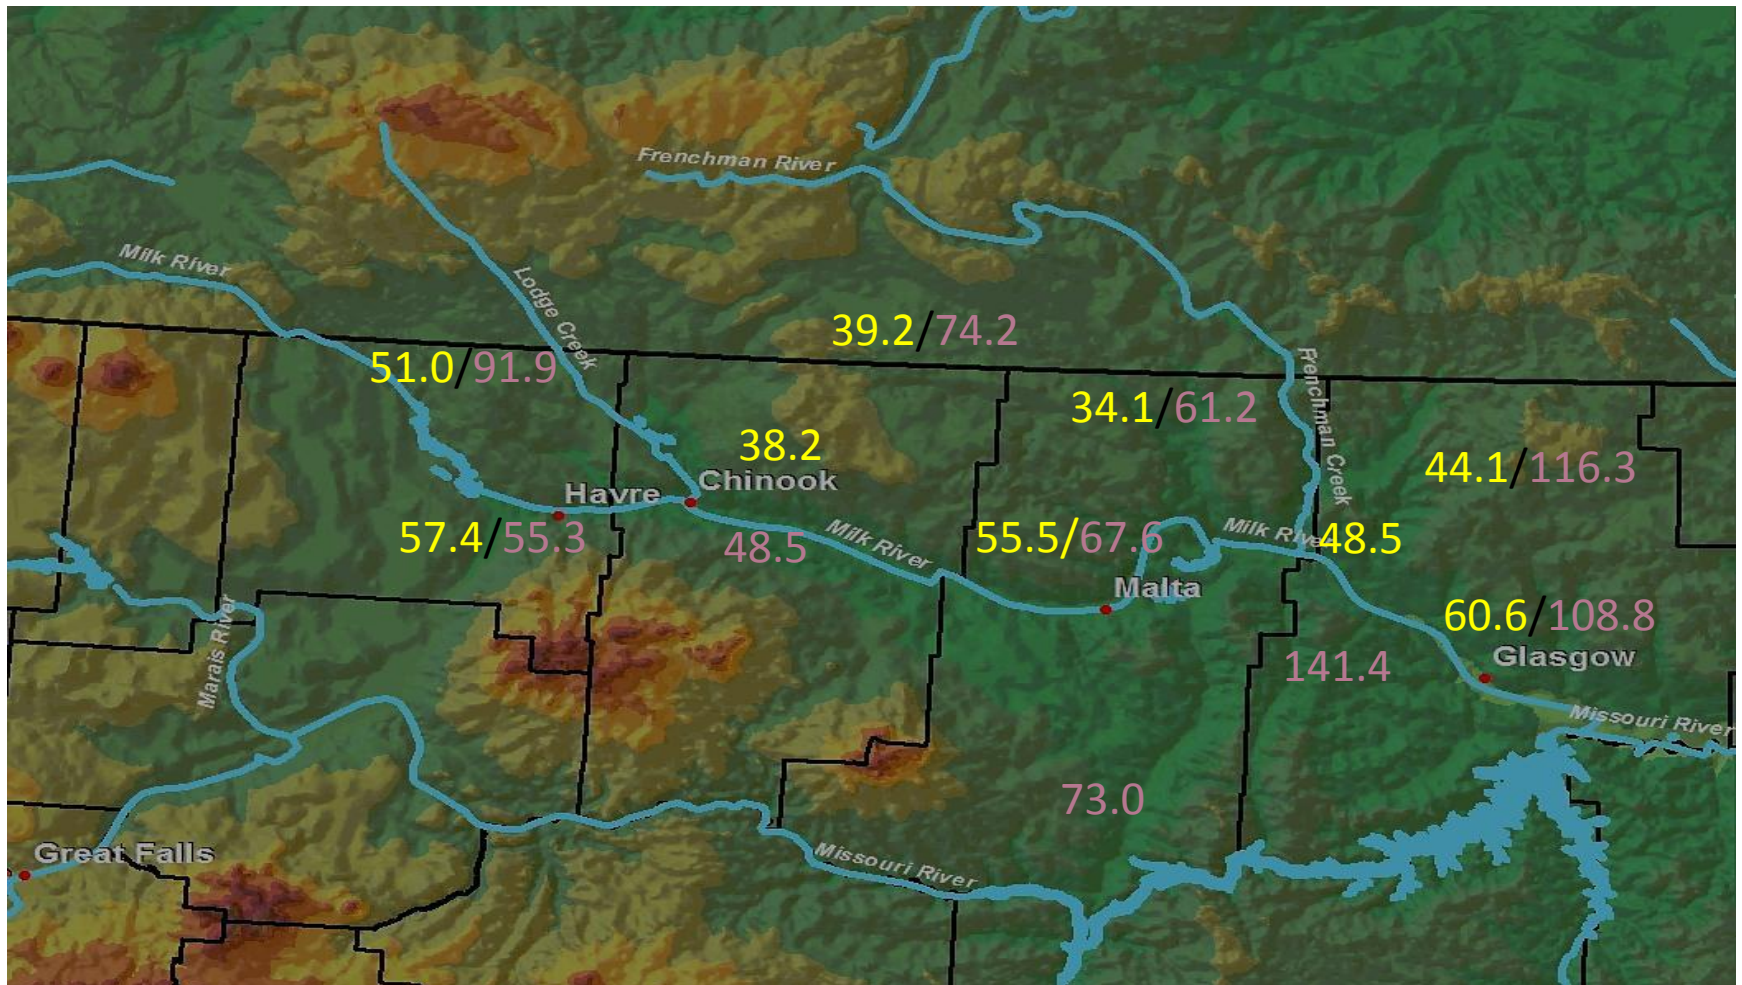 Frenchman River
Milk River
Lodge Creek
39.2/74.2
51.0/91.9
Frenchman Creek
34.1/61.2
38.2
44.1/116.3
Chinook
Havre
57.4/55.3
48.5
Milk River
55.5/67.6
Milk River
48.5
Malta
60.6/108.8
Glasgow
141.4
Marais River
Missouri River
73.0
Great Falls
Missouri River